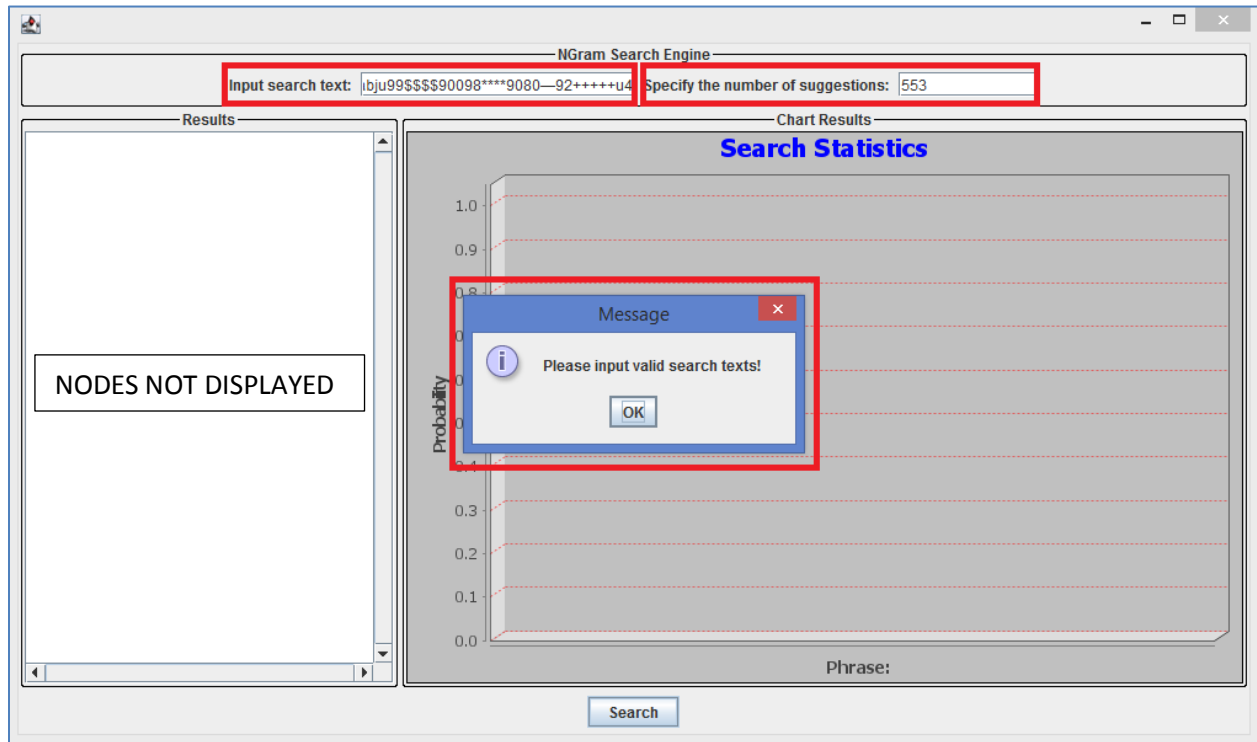 NGram Search Engine
Input search text: ıbju99$$$$90098****9080—92+++++u4 Specify the number of suggestions: 553
Results
Chart Results
Search Statistics
1.0
0.9
0.8
Message
Please input valid search texts!
OK
NODES NOT DISPLAYED
Probability
0.4
0.3
0.2
0.1
0.0
Phrase:
Search